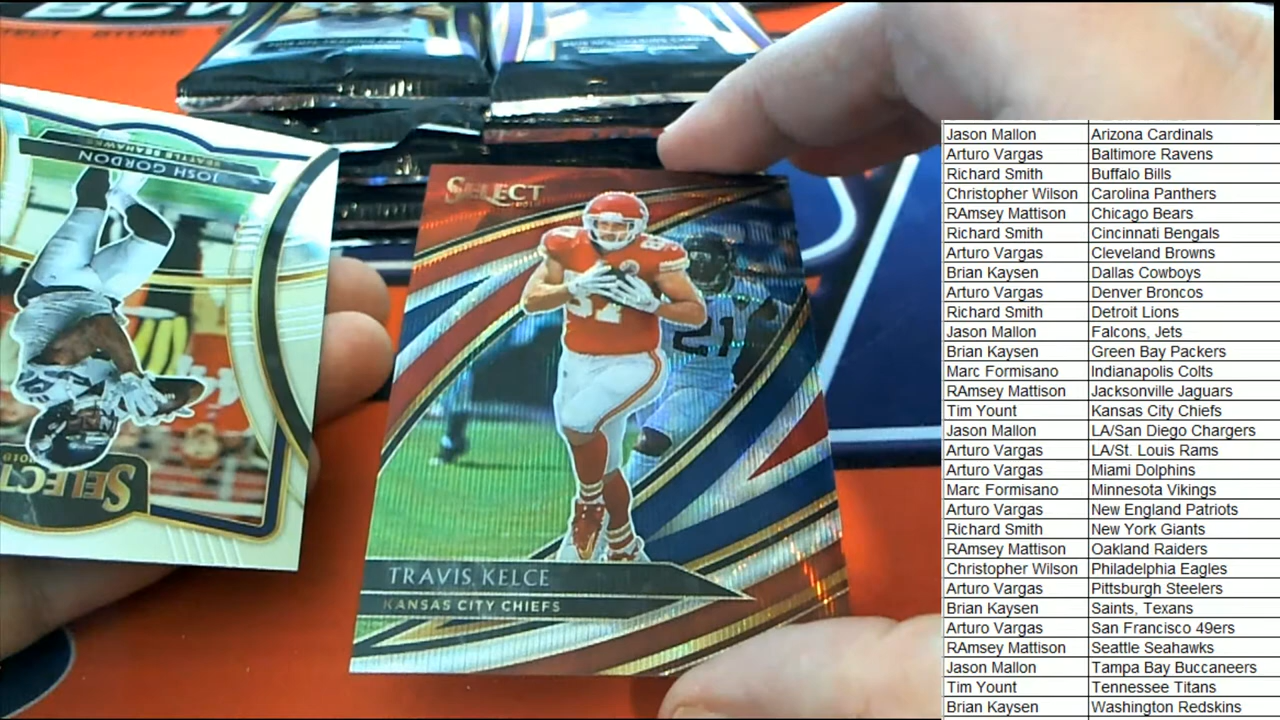 BCW
STORE
SELECT
JOSH GORDON
SEATTLE SEAHAWKS
SELECT
2019
87
21
TRAVIS KELCE
KANSAS CITY CHIEFS
Jason Mallon Arizona Cardinals
Arturo Vargas Baltimore Ravens
Richard Smith Buffalo Bills
Christopher Wilson Carolina Panthers
RAmsey Mattison Chicago Bears
Richard Smith Cincinnati Bengals
Arturo Vargas Cleveland Browns
Brian Kaysen Dallas Cowboys
Arturo Vargas Denver Broncos
Richard Smith Detroit Lions
Jason Mallon Falcons, Jets
Brian Kaysen Green Bay Packers
Marc Formisano Indianapolis Colts
RAmsey Mattison Jacksonville Jaguars
Tim Yount Kansas City Chiefs
Jason Mallon LA/San Diego Chargers
Arturo Vargas LA/St. Louis Rams
Arturo Vargas Miami Dolphins
Marc Formisano Minnesota Vikings
Arturo Vargas New England Patriots
Richard Smith New York Giants
RAmsey Mattison Oakland Raiders
Christopher Wilson Philadelphia Eagles
Arturo Vargas Pittsburgh Steelers
Brian Kaysen Saints, Texans
Arturo Vargas San Francisco 49ers
RAmsey Mattison Seattle Seahawks
Jason Mallon Tampa Bay Buccaneers
Tim Yount Tennessee Titans
Brian Kaysen Washington Redskins